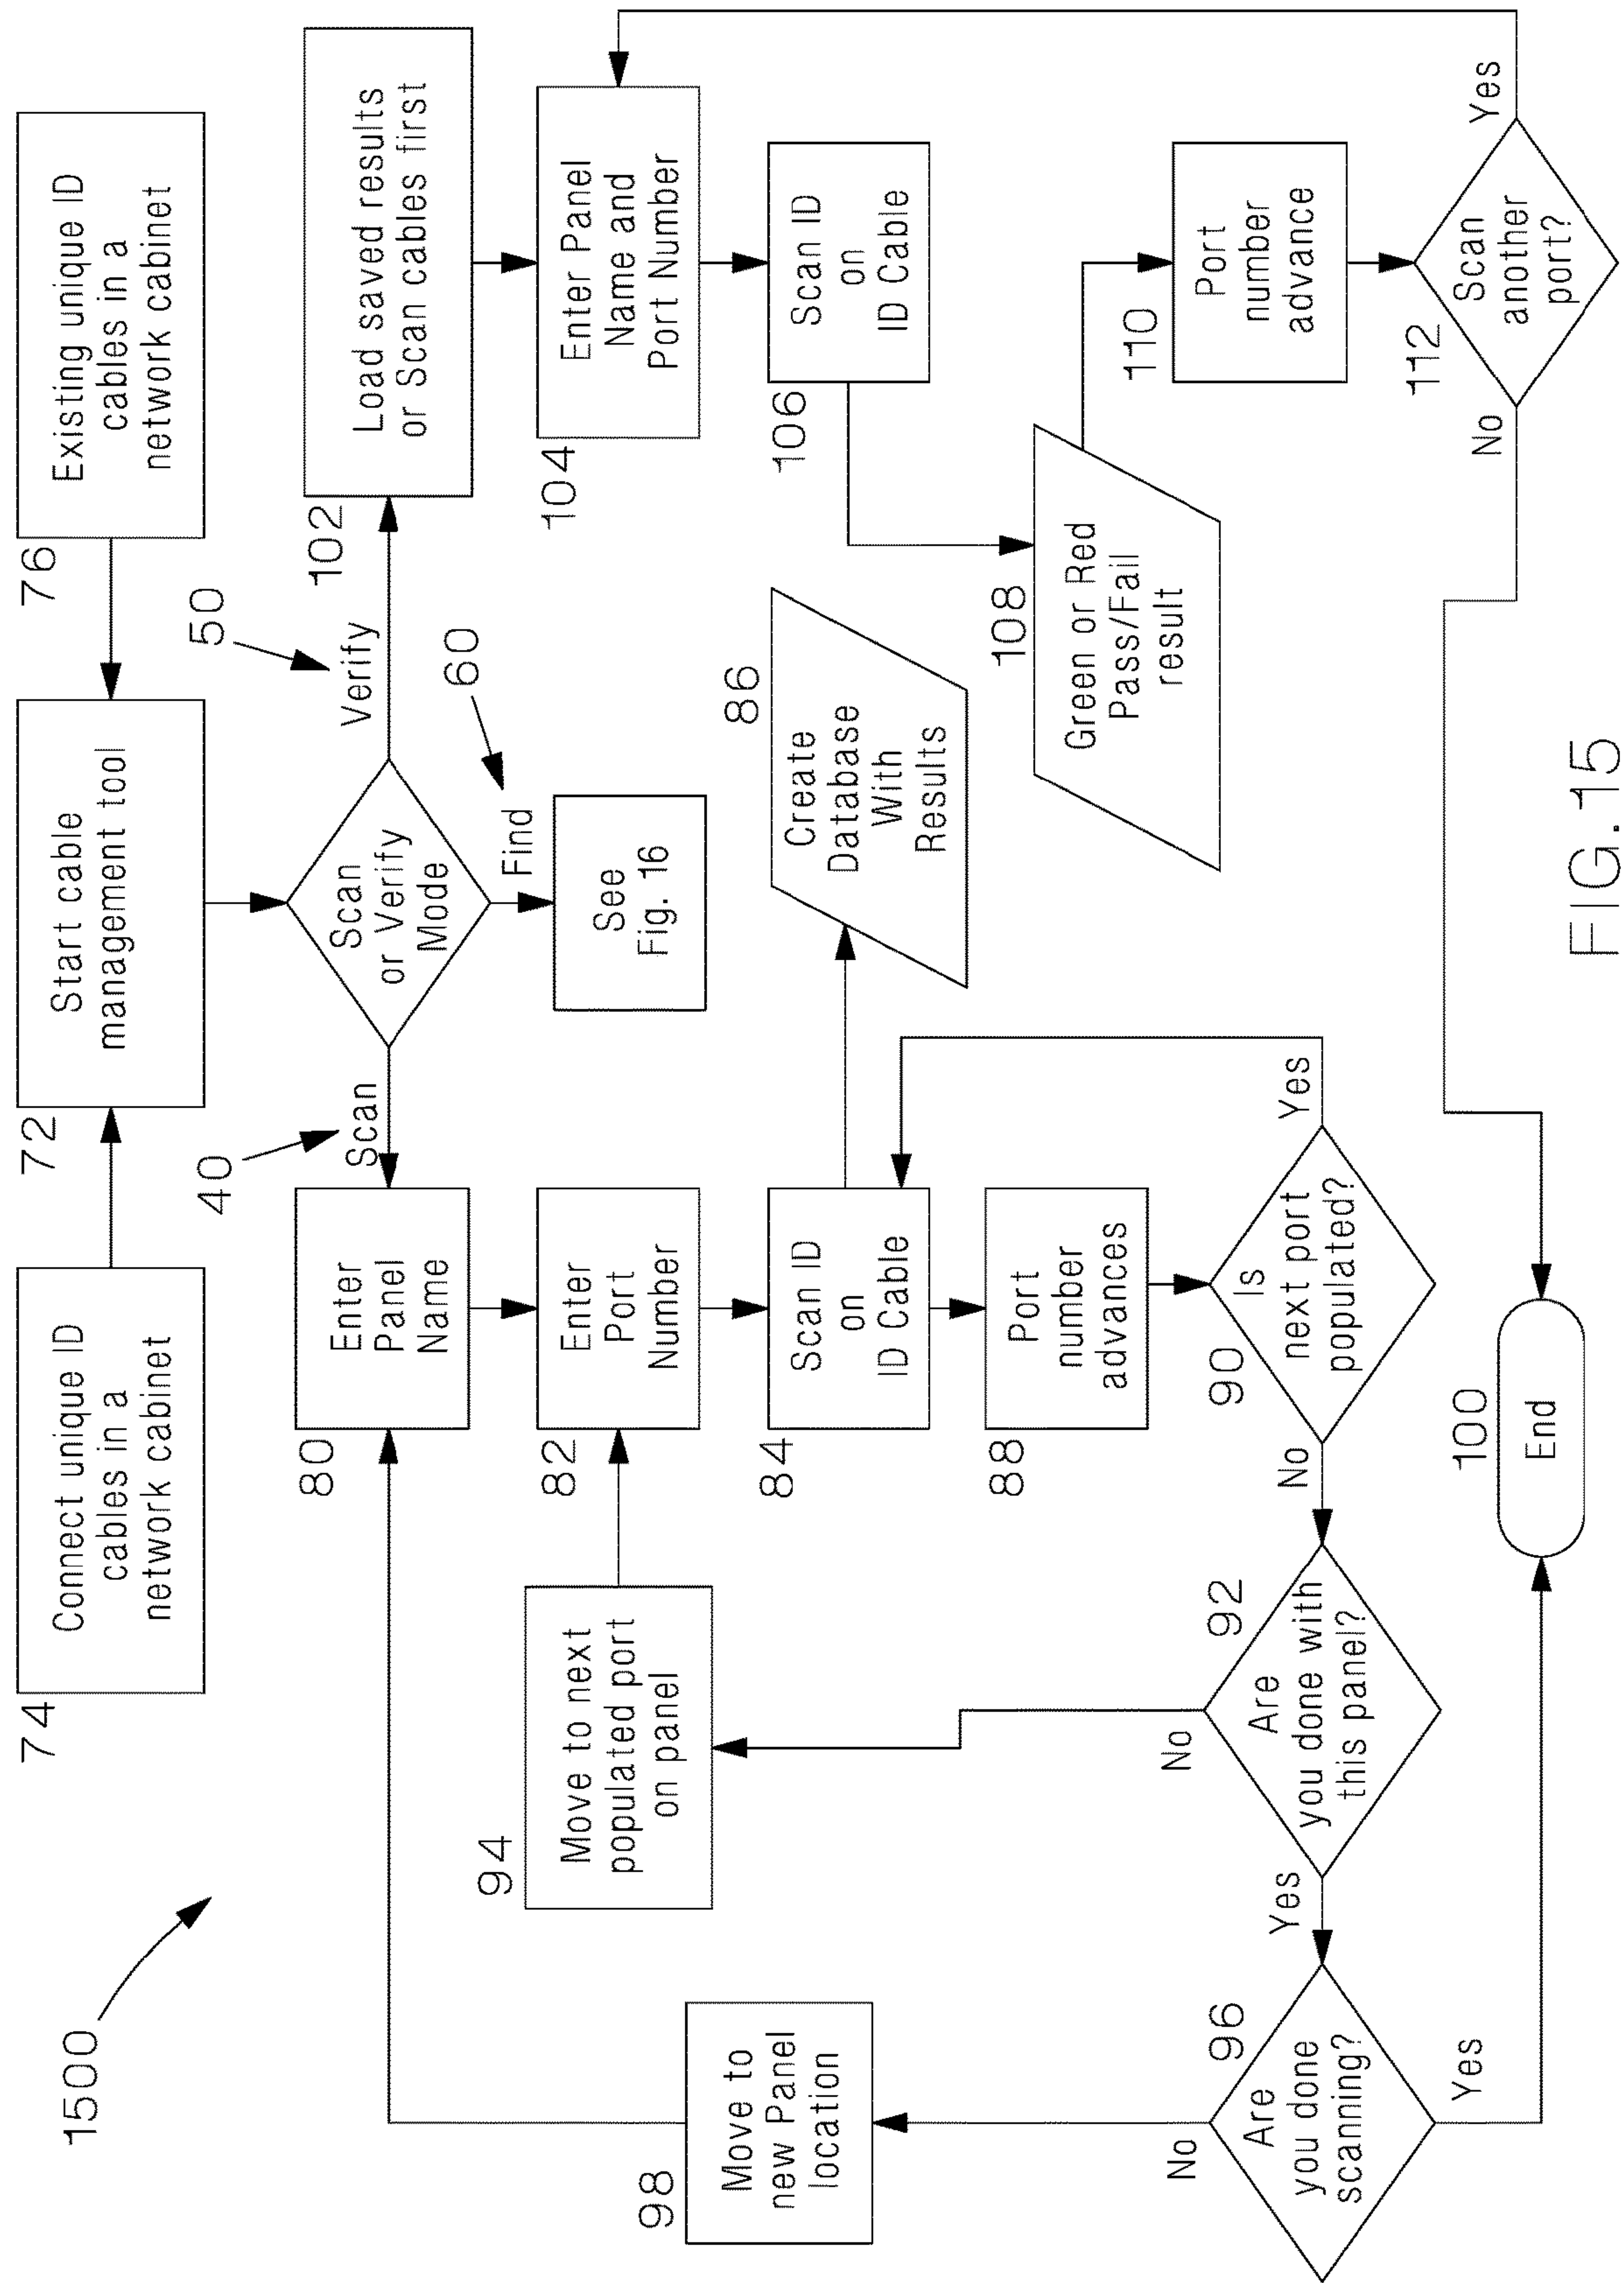 1500
74
Connect unique ID
cables in a
network cabinet
72
Start cable
management tool
76
Existing unique ID
cables in a
network cabinet
40
Scan
Scan
or Verify
Mode
50
Verify
Find
60
See
Fig. 16
80
Enter
Panel
Name
102
Load saved results
or Scan cables first
94
Move to next
populated port
on panel
82
Enter
Port
Number
104
Enter Panel
Name and
Port Number
98
Move to
new Panel
location
84
Scan ID
on
ID Cable
86
Create
Database
With
Results
106
Scan ID
on
ID Cable
88
Port
number
advances
108
Green or Red
Pass/Fail
result
110
Port
number
advance
No
96
Are
you done
scanning?
Yes
Yes
No
92
Are
you done with
this panel?
No
90
Is
next port
populated?
Yes
100
End
No
112
Scan
another
port?
Yes
FIG. 15